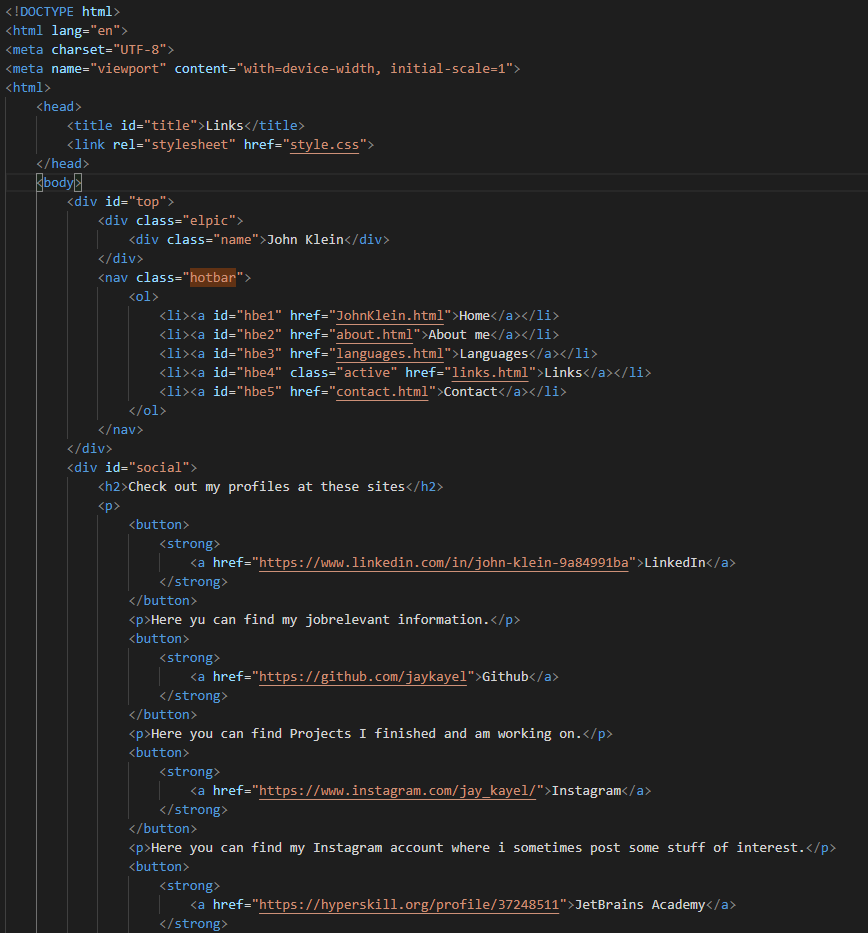 <!DOCTYPE html>
<html lang="en">
<meta charset="UTF-8">
<meta name="viewport" content="with=device-width, initial-scale=1">
<html>
    <head>
        <title id="title">Links</title>
        <link rel="stylesheet" href="style.css">
    </head>
    <body>
        <div id="top">
            <div class="elpic">
                <div class="name">John Klein</div>
            </div>
            <nav class="hotbar">
                <ol>
                    <li><a id="hbe1" href="JohnKlein.html">Home</a></li>
                    <li><a id="hbe2" href="about.html">About me</a></li>
                    <li><a id="hbe3" href="languages.html">Languages</a></li>
                    <li><a id="hbe4" class="active" href="links.html">Links</a></li>
                    <li><a id="hbe5" href="contact.html">Contact</a></li>
                </ol>
            </nav>
        </div>
        <div id="social">
            <h2>Check out my profiles at these sites</h2>
            <p>
                <button>
                    <strong>
                        <a href="https://www.linkedin.com/in/john-klein-9a84991ba">LinkedIn</a>
                    </strong>
                </button>
                <p>Here yu can find my jobrelevant information.</p>
                <button>
                    <strong>
                        <a href="https://github.com/jaykayel">Github</a>
                    </strong>
                </button>
                <p>Here you can find Projects I finished and am working on.</p>
                <button>
                    <strong>
                        <a href="https://www.instagram.com/jay_kayel/">Instagram</a>
                    </strong>
                </button>
                <p>Here you can find my Instagram account where i sometimes post some stuff of interest.</p>
                <button>
                    <strong>
                        <a href="https://hyperskill.org/profile/37248511">JetBrains Academy</a>
                    </strong>